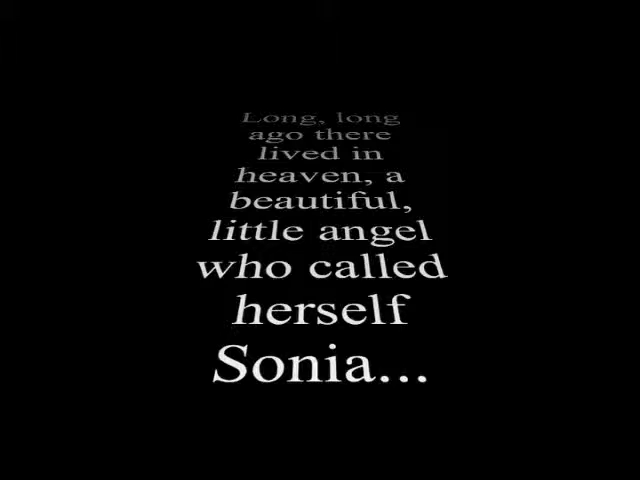 Long, long
ago there
lived in
heaven, a
beautiful,
little angel
who called
herself
Sonia...